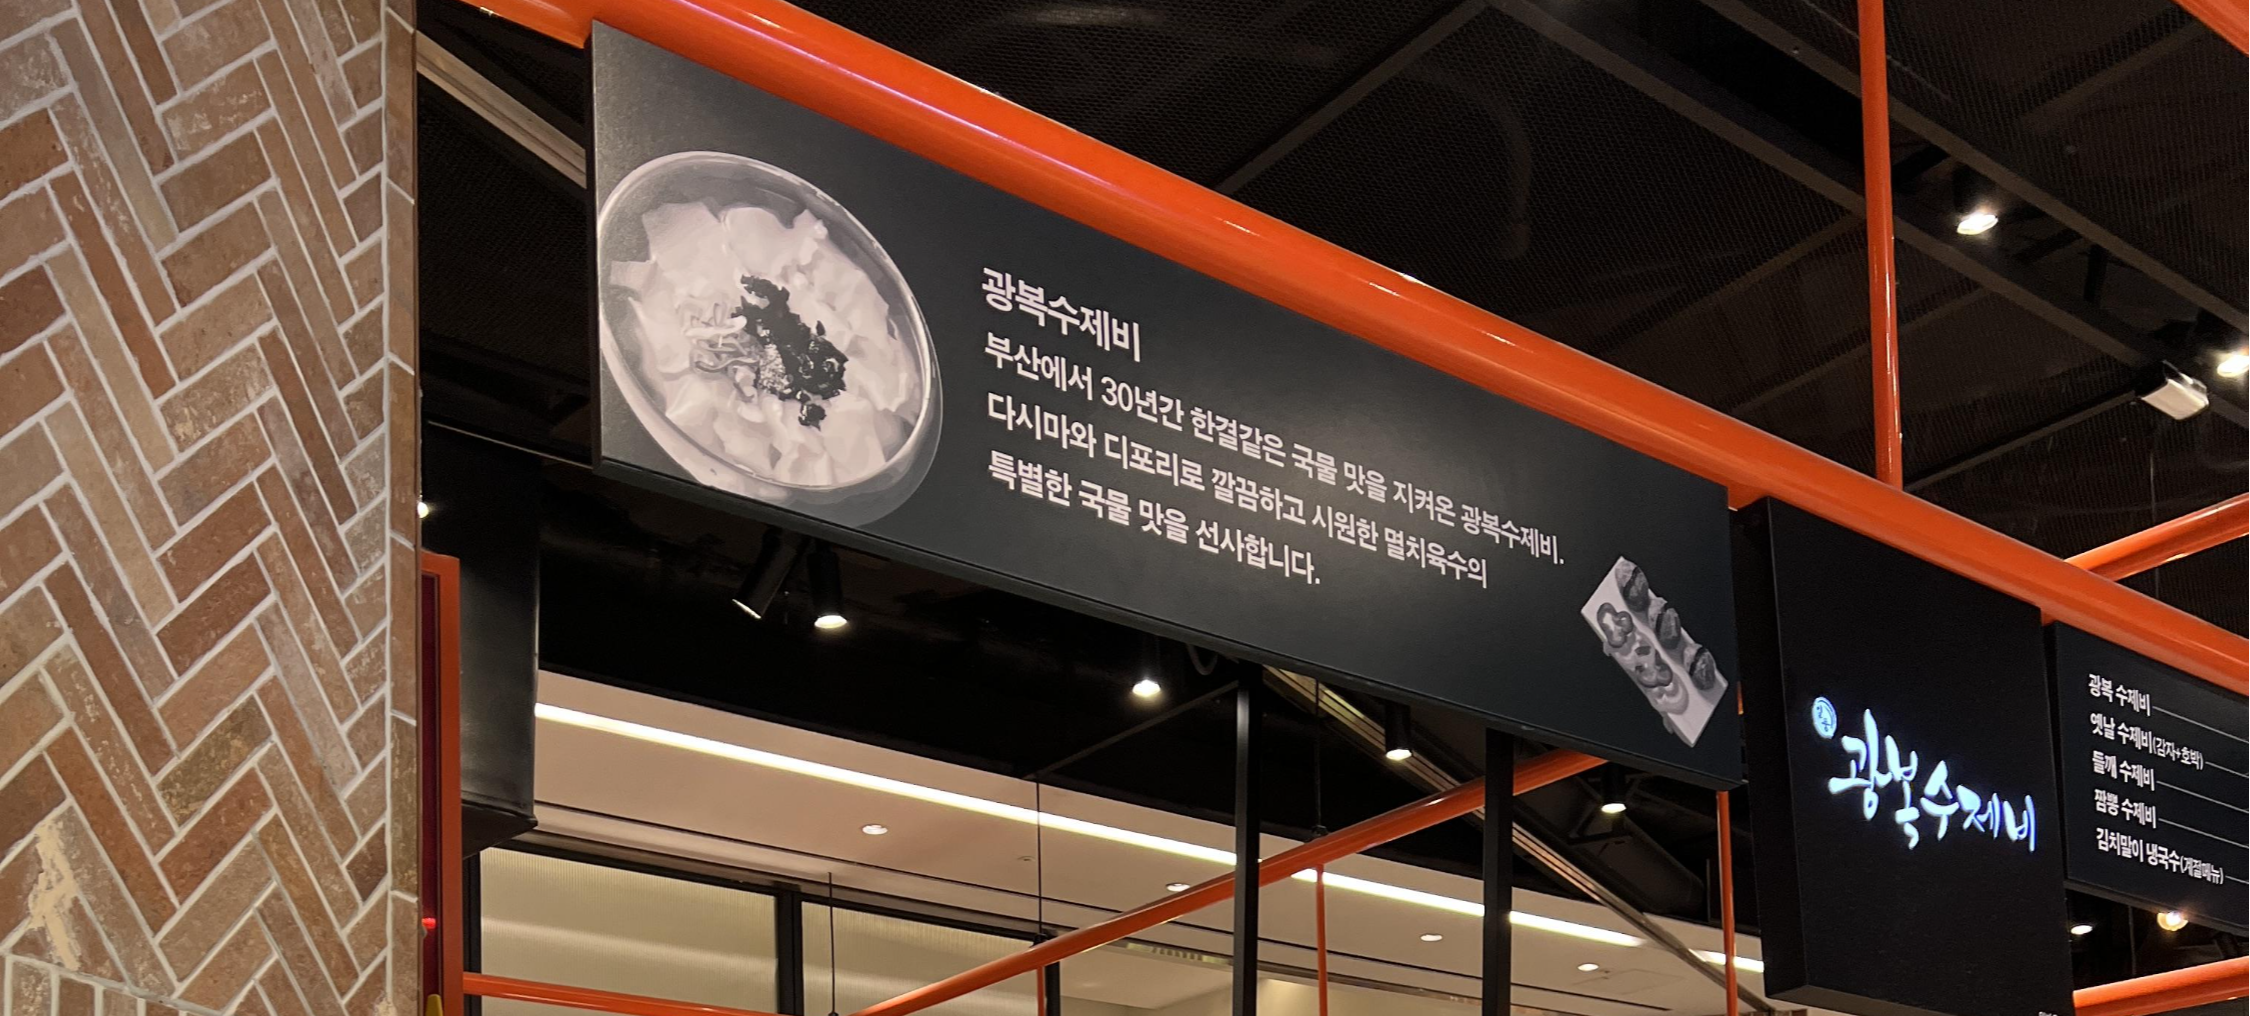 광복수제비
부산에서 30년간 한결같은 국물 맛을 지켜온 광복수제비.
다시마와 디포리로 깔끔하고 시원한 멸치육수의
특별한 국물 맛을 선사합니다.
광복수제비
광복 수제비
옛날 수제비(감자+호박)
들깨 수제비
짬뽕 수제비
김치말이 냉국수(계절메뉴)